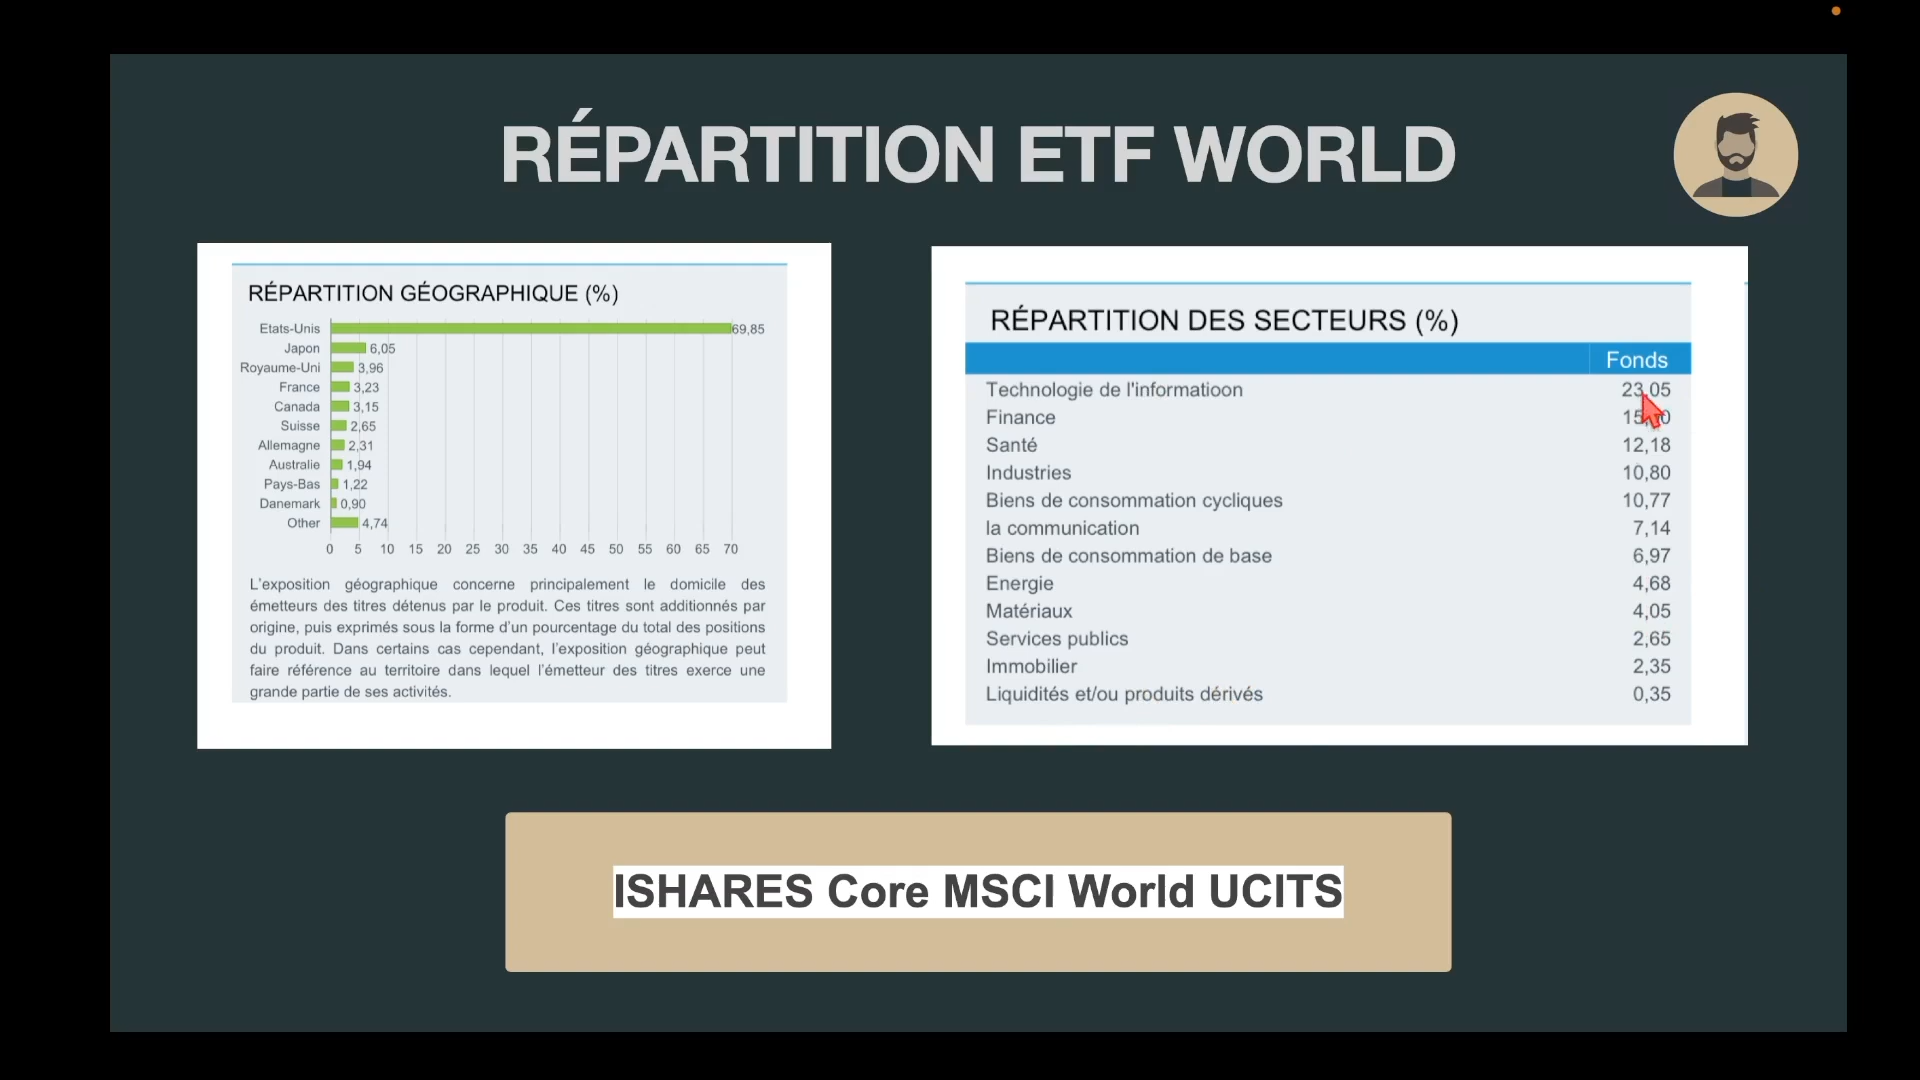 RÉPARTITION ETF WORLD
RÉPARTITION GÉOGRAPHIQUE (%)
Etats-Unis 69,85
Japon 6,05
Royaume-Uni 3,96
France 3,23
Canada 3,15
Suisse 2,65
Allemagne 2,31
Australie 1,94
Pays-Bas 1,22
Danemark 0,90
Other 4,74
0 5 10 15 20 25 30 35 40 45 50 55 60 65 70
L'exposition géographique concerne principalement le domicile des
émetteurs des titres détenus par le produit. Ces titres sont additionnés par
origine, puis exprimés sous la forme d'un pourcentage du total des positions
du produit. Dans certains cas cependant, l'exposition géographique peut
faire référence au territoire dans lequel l'émetteur des titres exerce une
grande partie de ses activités.
RÉPARTITION DES SECTEURS (%)
Fonds
Technologie de l'informatioon 23,05
Finance
Santé 12,18
Industries 10,80
Biens de consommation cycliques 10,77
la communication 7,14
Biens de consommation de base 6,97
Energie 4,68
Matériaux 4,05
Services publics 2,65
Immobilier 2,35
Liquidités et/ou produits dérivés 0,35
ISHARES Core MSCI World UCITS